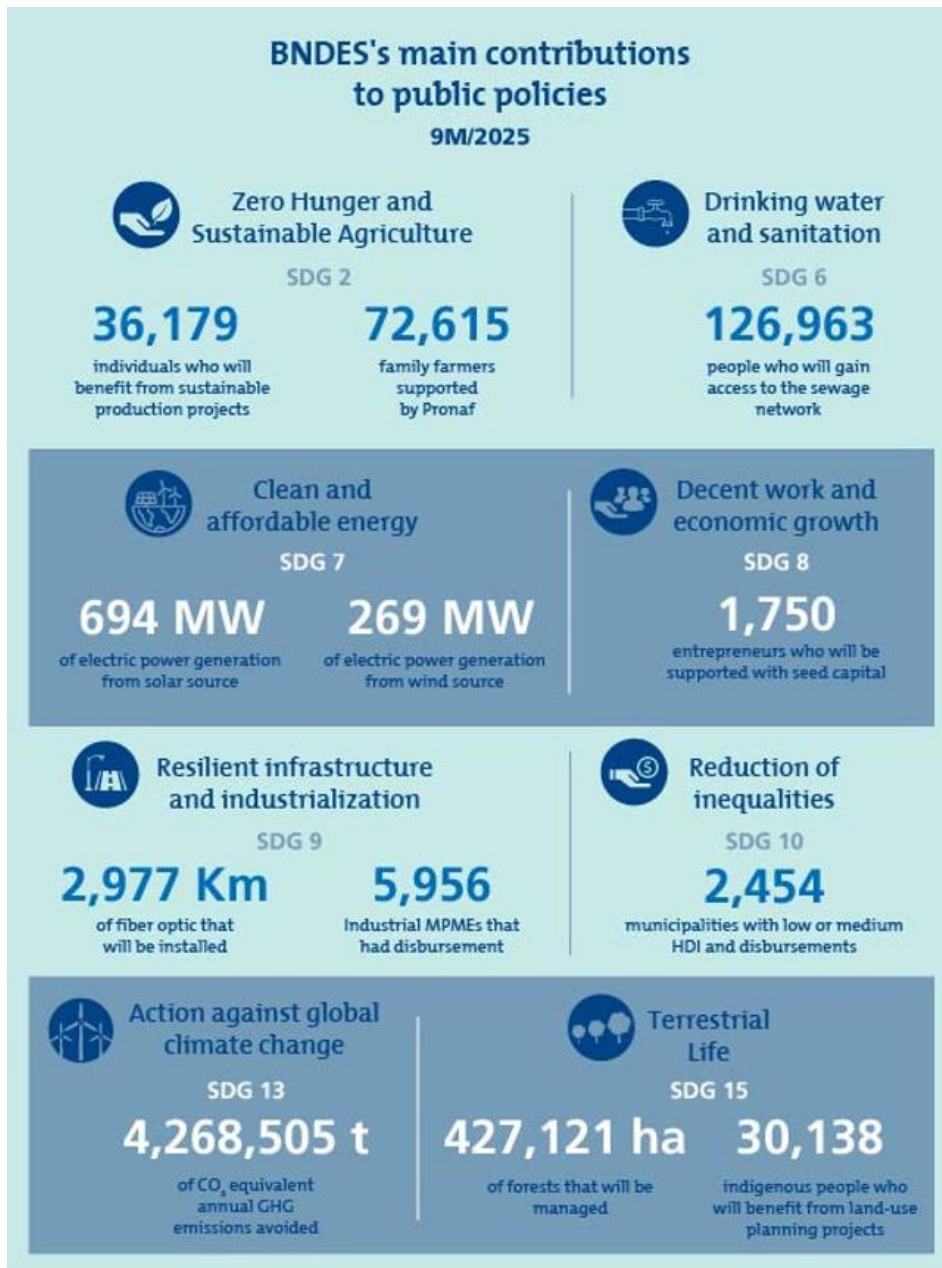 BNDES's main contributions
to public policies
9M/2025
Zero Hunger and
Sustainable Agriculture
SDG 2
36,179
individuals who will
benefit from sustainable
production projects
72,615
family farmers
supported
by Pronaf
Drinking water
and sanitation
SDG 6
126,963
people who will gain
access to the sewage
network
Clean and
affordable energy
SDG 7
694 MW
of electric power generation
from solar source
269 MW
of electric power generation
from wind source
Decent work and
economic growth
SDG 8
1,750
entrepreneurs who will be
supported with seed capital
Resilient infrastructure
and industrialization
SDG 9
2,977 Km
of fiber optic that
will be installed
5,956
Industrial MPMEs that
had disbursement
Reduction of
inequalities
SDG 10
2,454
municipalities with low or medium
HDI and disbursements
Action against global
climate change
SDG 13
4,268,505 t
of CO₂ equivalent
annual GHG
emissions avoided
Terrestrial
Life
SDG 15
427,121 ha
of forests that will be
managed
30,138
indigenous people who
will benefit from land-use
planning projects